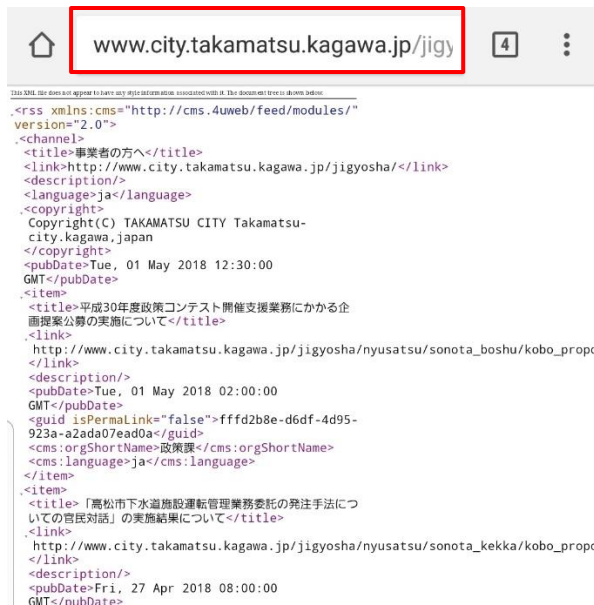 www.city.takamatsu.kagawa.jp/jigy
4
This XML file does not appear to have any style information associated with it. The document tree is shown below.
<rss xmlns:cms="http://cms.4uweb/feed/modules/"
version="2.0">
<channel>
<title>事業者の方へ</title>
<link>http://www.city.takamatsu.kagawa.jp/jigyosha/</link>
<description/>
<language>ja</language>
<copyright>
Copyright(C) TAKAMATSU CITY Takamatsu-
city.kagawa,japan
</copyright>
<pubDate>Tue, 01 May 2018 12:30:00
GMT</pubDate>
<item>
<title>平成30年度政策コンテスト開催支援業務にかかる企
画提案公募の実施について</title>
<link>
http://www.city.takamatsu.kagawa.jp/jigyosha/nyusatsu/sonota_boshu/kobo_propo
</link>
<description/>
<pubDate>Tue, 01 May 2018 02:00:00
GMT</pubDate>
<guid isPermaLink="false">fffd2b8e-d6df-4d95-
923a-a2ada07ead0a</guid>
<cms:orgShortName>政策課</cms:orgShortName>
<cms:language>ja</cms:language>
</item>
<item>
<title>「高松市下水道施設運転管理業務委託の発注手法につ
いての官民対話」の実施結果について</title>
<link>
http://www.city.takamatsu.kagawa.jp/jigyosha/nyusatsu/sonota_kekka/kobo_propo
</link>
<description/>
<pubDate>Fri, 27 Apr 2018 08:00:00
GMT</pubDate>